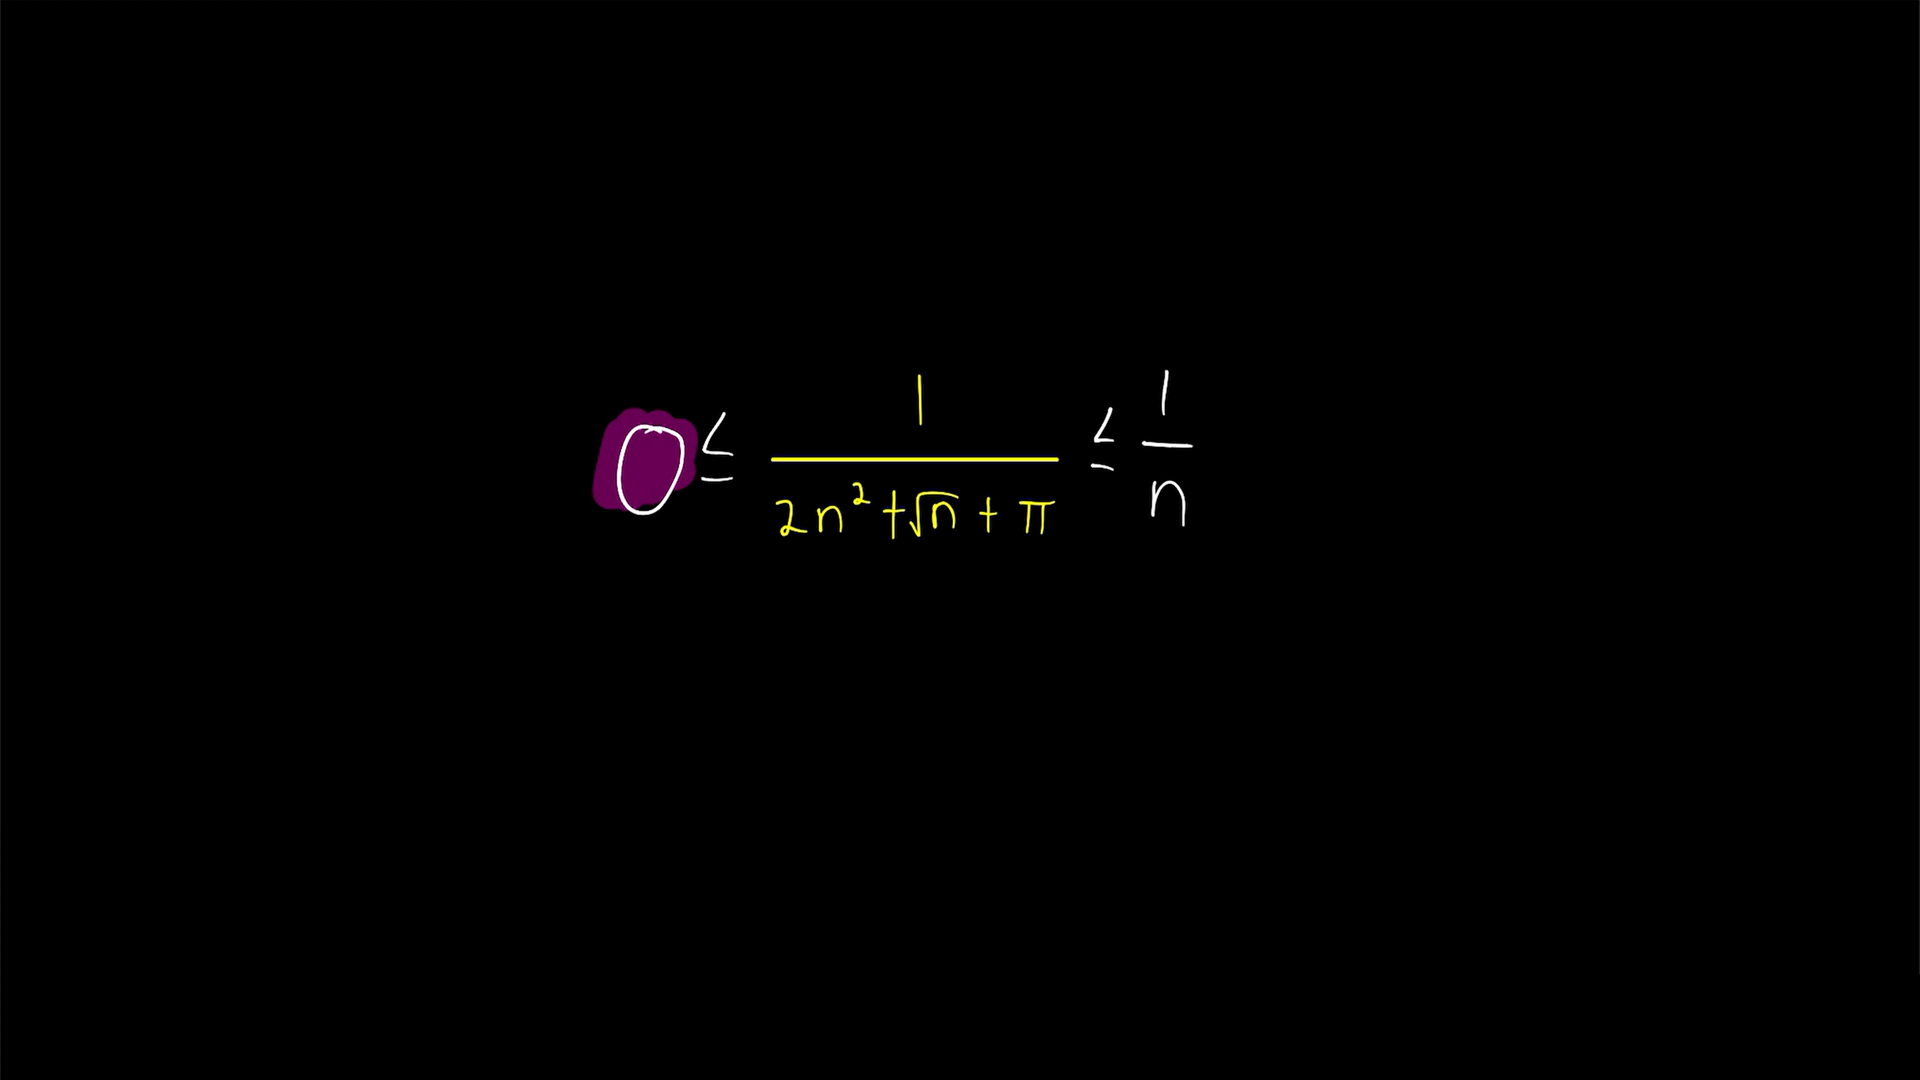 0 ≤ 1/(2n² + √n + π) ≤ 1/n